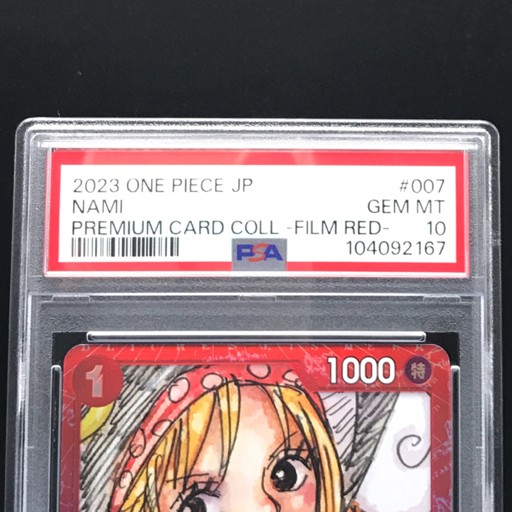 2023 ONE PIECE JP #007
NAMI GEM MT
PREMIUM CARD COLL -FILM RED- 10
PSA 104092167
1 1000 特